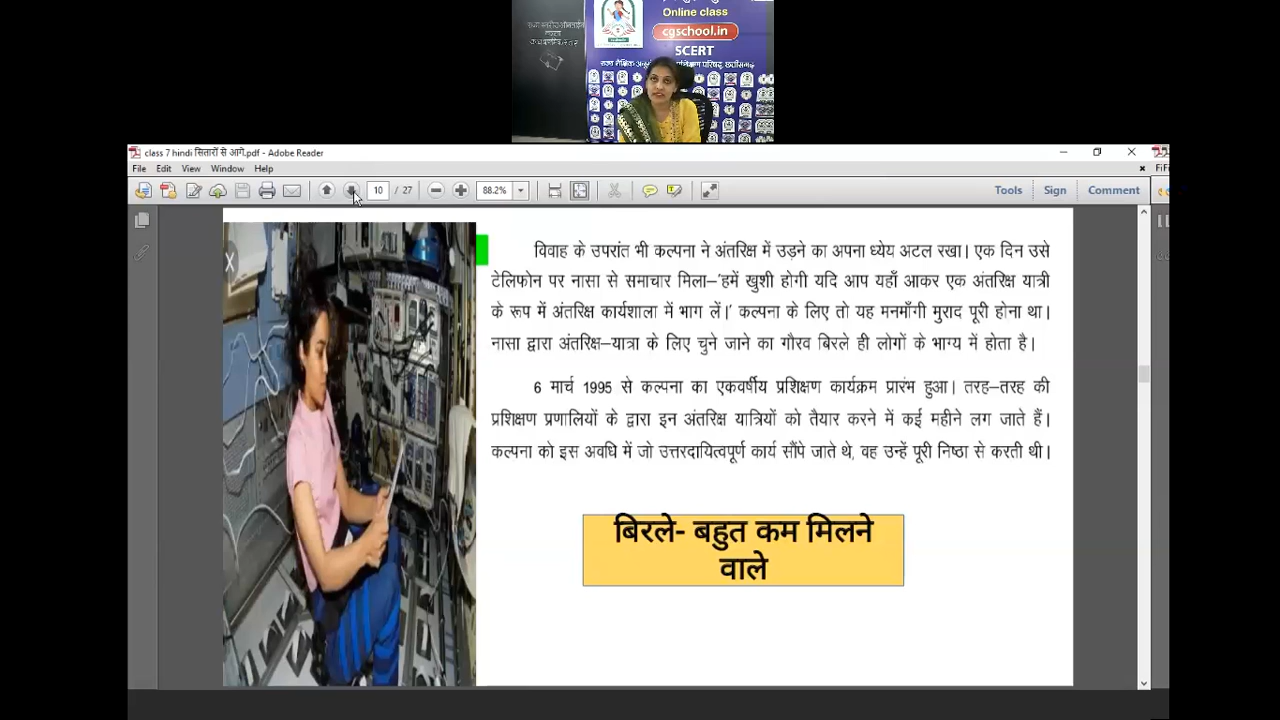 Online class
cgschool.in
SCERT
class 7 hindi सितारों से आगे.pdf - Adobe Reader
File Edit View Window Help
10 / 27 88.2% Tools Sign Comment
विवाह के उपरांत भी कल्पना ने अंतरिक्ष में उड़ने का अपना ध्येय अटल रखा। एक दिन उसे
टेलिफोन पर नासा से समाचार मिला–'हमें खुशी होगी यदि आप यहाँ आकर एक अंतरिक्ष यात्री
के रूप में अंतरिक्ष कार्यशाला में भाग लें।' कल्पना के लिए तो यह मनमाँगी मुराद पूरी होना था।
नासा द्वारा अंतरिक्ष–यात्रा के लिए चुने जाने का गौरव बिरले ही लोगों के भाग्य में होता है।
6 मार्च 1995 से कल्पना का एकवर्षीय प्रशिक्षण कार्यक्रम प्रारंभ हुआ। तरह–तरह की
प्रशिक्षण प्रणालियों के द्वारा इन अंतरिक्ष यात्रियों को तैयार करने में कई महीने लग जाते हैं।
कल्पना को इस अवधि में जो उत्तरदायित्वपूर्ण कार्य सौंपे जाते थे, वह उन्हें पूरी निष्ठा से करती थी।
बिरले- बहुत कम मिलने
वाले